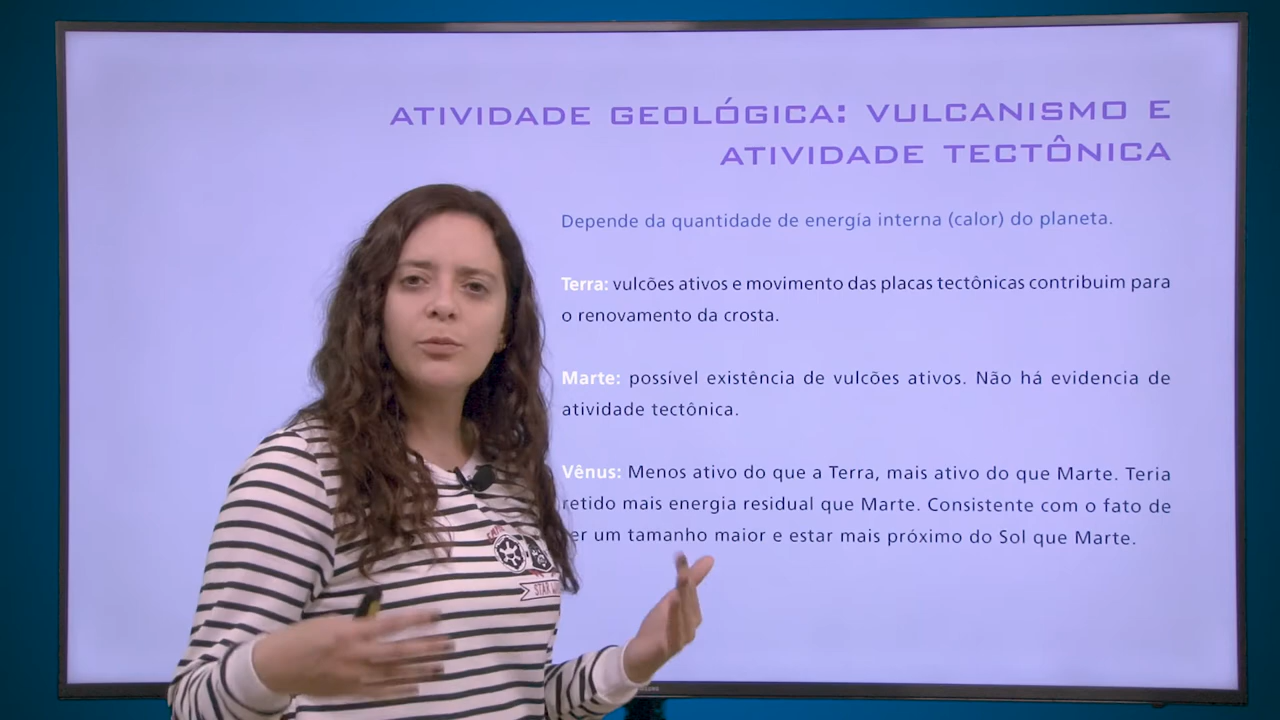 ATIVIDADE GEOLÓGICA: VULCANISMO E
ATIVIDADE TECTÔNICA
Depende da quantidade de energia interna (calor) do planeta.
Terra: vulcões ativos e movimento das placas tectônicas contribuim para
o renovamento da crosta.
Marte: possível existência de vulcões ativos. Não há evidencia de
atividade tectônica.
Vênus: Menos ativo do que a Terra, mais ativo do que Marte. Teria
retido mais energia residual que Marte. Consistente com o fato de
um tamanho maior e estar mais próximo do Sol que Marte.
STAR